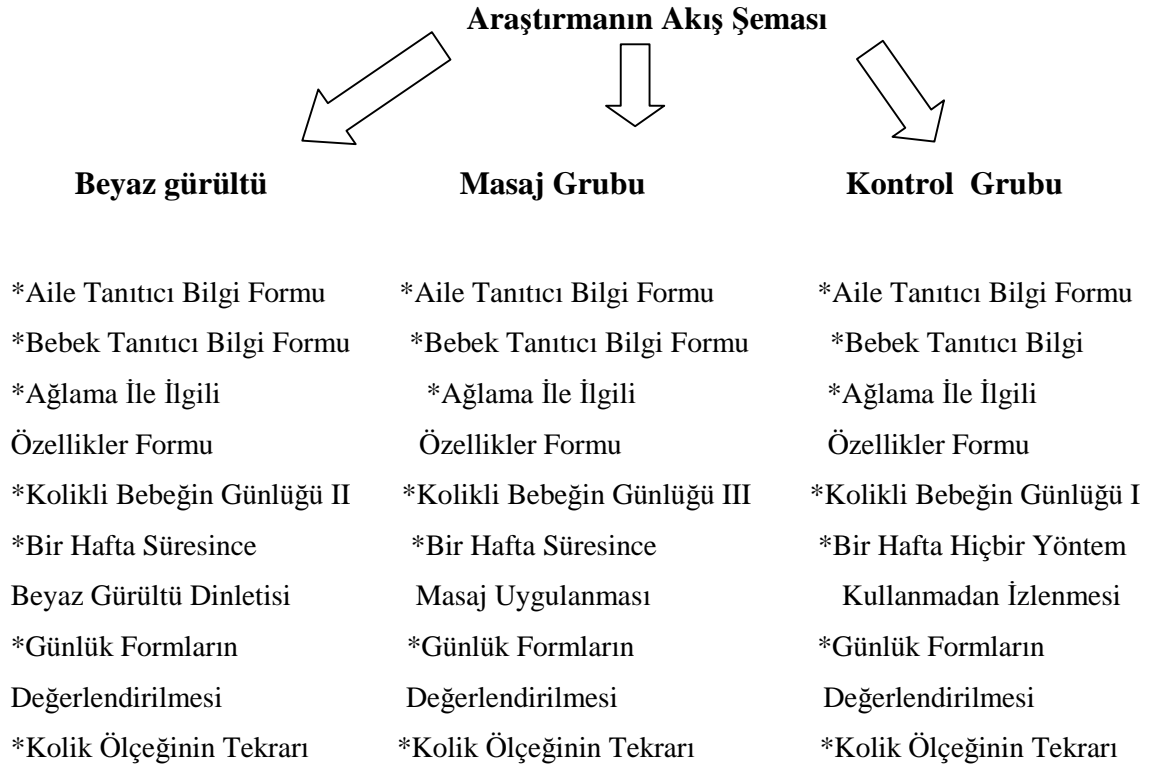 Araştırmanın Akış Şeması
Beyaz gürültü Masaj Grubu Kontrol Grubu
*Aile Tanıtıcı Bilgi Formu *Aile Tanıtıcı Bilgi Formu *Aile Tanıtıcı Bilgi Formu
*Bebek Tanıtıcı Bilgi Formu *Bebek Tanıtıcı Bilgi Formu *Bebek Tanıtıcı Bilgi
*Ağlama İle İlgili *Ağlama İle İlgili *Ağlama İle İlgili
Özellikler Formu Özellikler Formu Özellikler Formu
*Kolikli Bebeğin Günlüğü II *Kolikli Bebeğin Günlüğü III *Kolikli Bebeğin Günlüğü I
*Bir Hafta Süresince *Bir Hafta Süresince *Bir Hafta Hiçbir Yöntem
Beyaz Gürültü Dinletisi Masaj Uygulanması Kullanmadan İzlenmesi
*Günlük Formların *Günlük Formların *Günlük Formların
Değerlendirilmesi Değerlendirilmesi Değerlendirilmesi
*Kolik Ölçeğinin Tekrarı *Kolik Ölçeğinin Tekrarı *Kolik Ölçeğinin Tekrarı